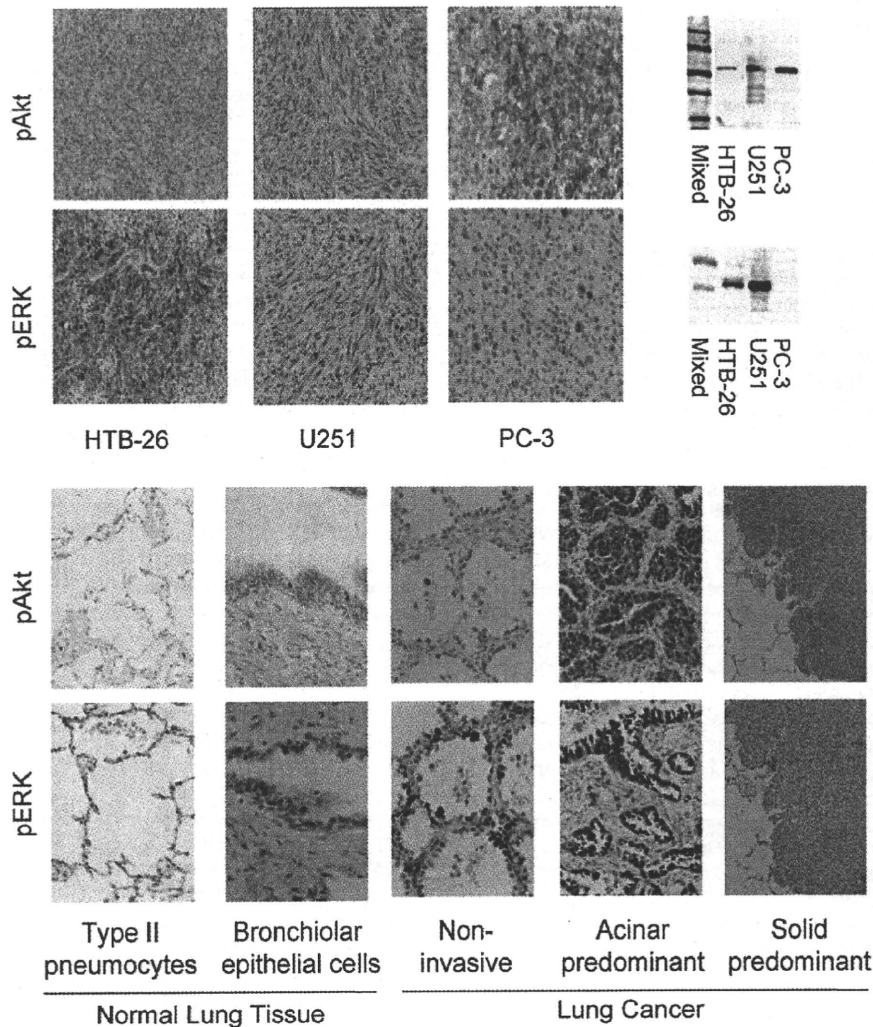 pAkt
pERK
HTB-26
U251
PC-3
Mixed
HTB-26
U251
PC-3
Mixed
HTB-26
U251
PC-3
pAkt
pERK
Type II
pneumocytes
Bronchiolar
epithelial cells
Non-
invasive
Acinar
predominant
Solid
predominant
Normal Lung Tissue
Lung Cancer